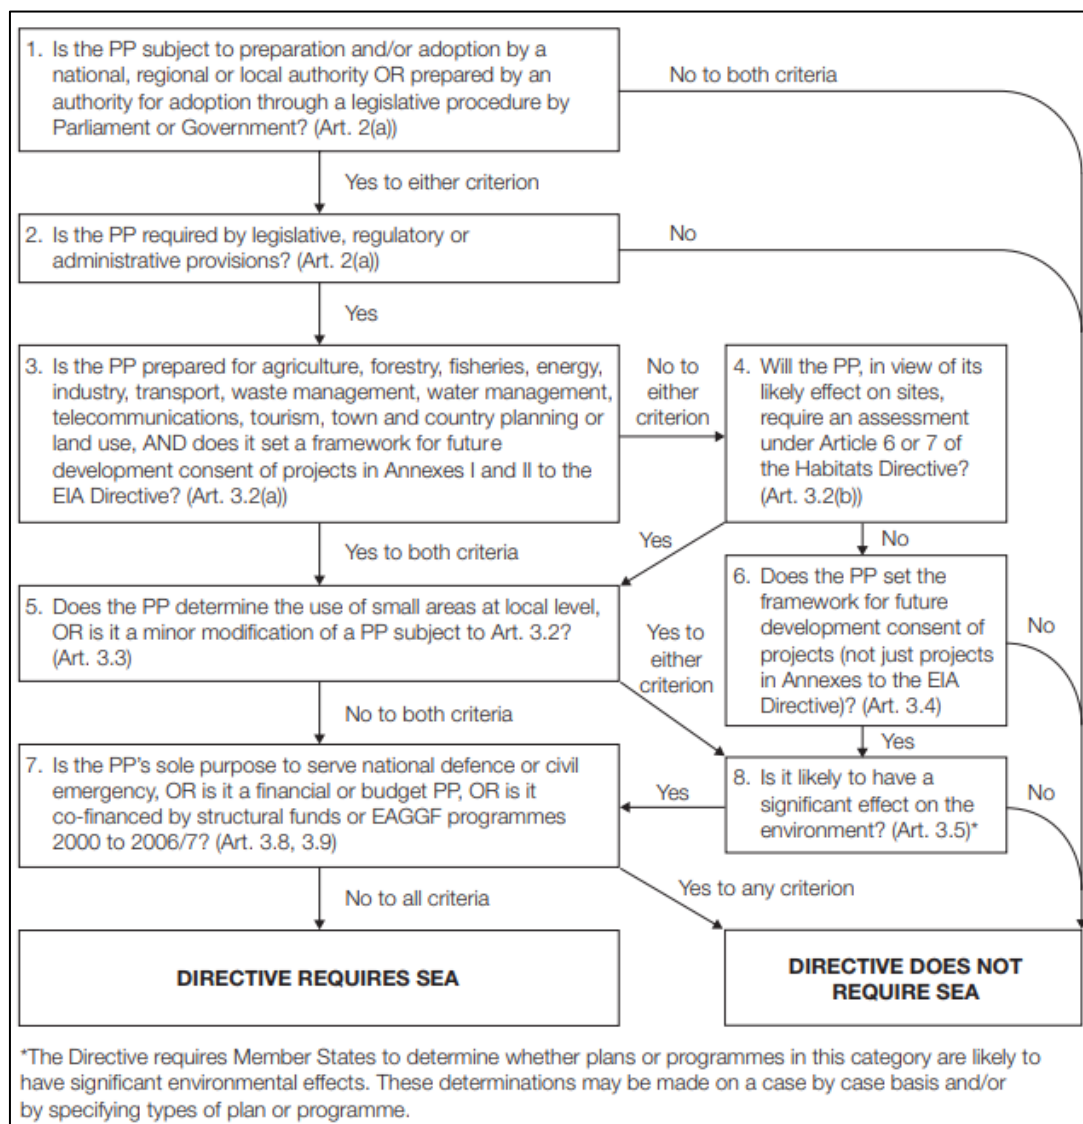 1. Is the PP subject to preparation and/or adoption by a
national, regional or local authority OR prepared by an
authority for adoption through a legislative procedure by
Parliament or Government? (Art. 2(a))
No to both criteria
Yes to either criterion
2. Is the PP required by legislative, regulatory or
administrative provisions? (Art. 2(a))
No
Yes
3. Is the PP prepared for agriculture, forestry, fisheries, energy,
industry, transport, waste management, water management,
telecommunications, tourism, town and country planning or
land use, AND does it set a framework for future
development consent of projects in Annexes I and II to the
EIA Directive? (Art. 3.2(a))
No to
either
criterion
4. Will the PP, in view of its
likely effect on sites,
require an assessment
under Article 6 or 7 of
the Habitats Directive?
(Art. 3.2(b))
Yes to both criteria
Yes
No
5. Does the PP determine the use of small areas at local level,
OR is it a minor modification of a PP subject to Art. 3.2?
(Art. 3.3)
Yes to
either
criterion
6. Does the PP set the
framework for future
development consent of
projects (not just projects
in Annexes to the EIA
Directive)? (Art. 3.4)
No
No to both criteria
Yes
7. Is the PP's sole purpose to serve national defence or civil
emergency, OR is it a financial or budget PP, OR is it
co-financed by structural funds or EAGGF programmes
2000 to 2006/7? (Art. 3.8, 3.9)
Yes
8. Is it likely to have a
significant effect on the
environment? (Art. 3.5)*
No
No to all criteria
Yes to any criterion
DIRECTIVE REQUIRES SEA
DIRECTIVE DOES NOT
REQUIRE SEA
*The Directive requires Member States to determine whether plans or programmes in this category are likely to
have significant environmental effects. These determinations may be made on a case by case basis and/or
by specifying types of plan or programme.